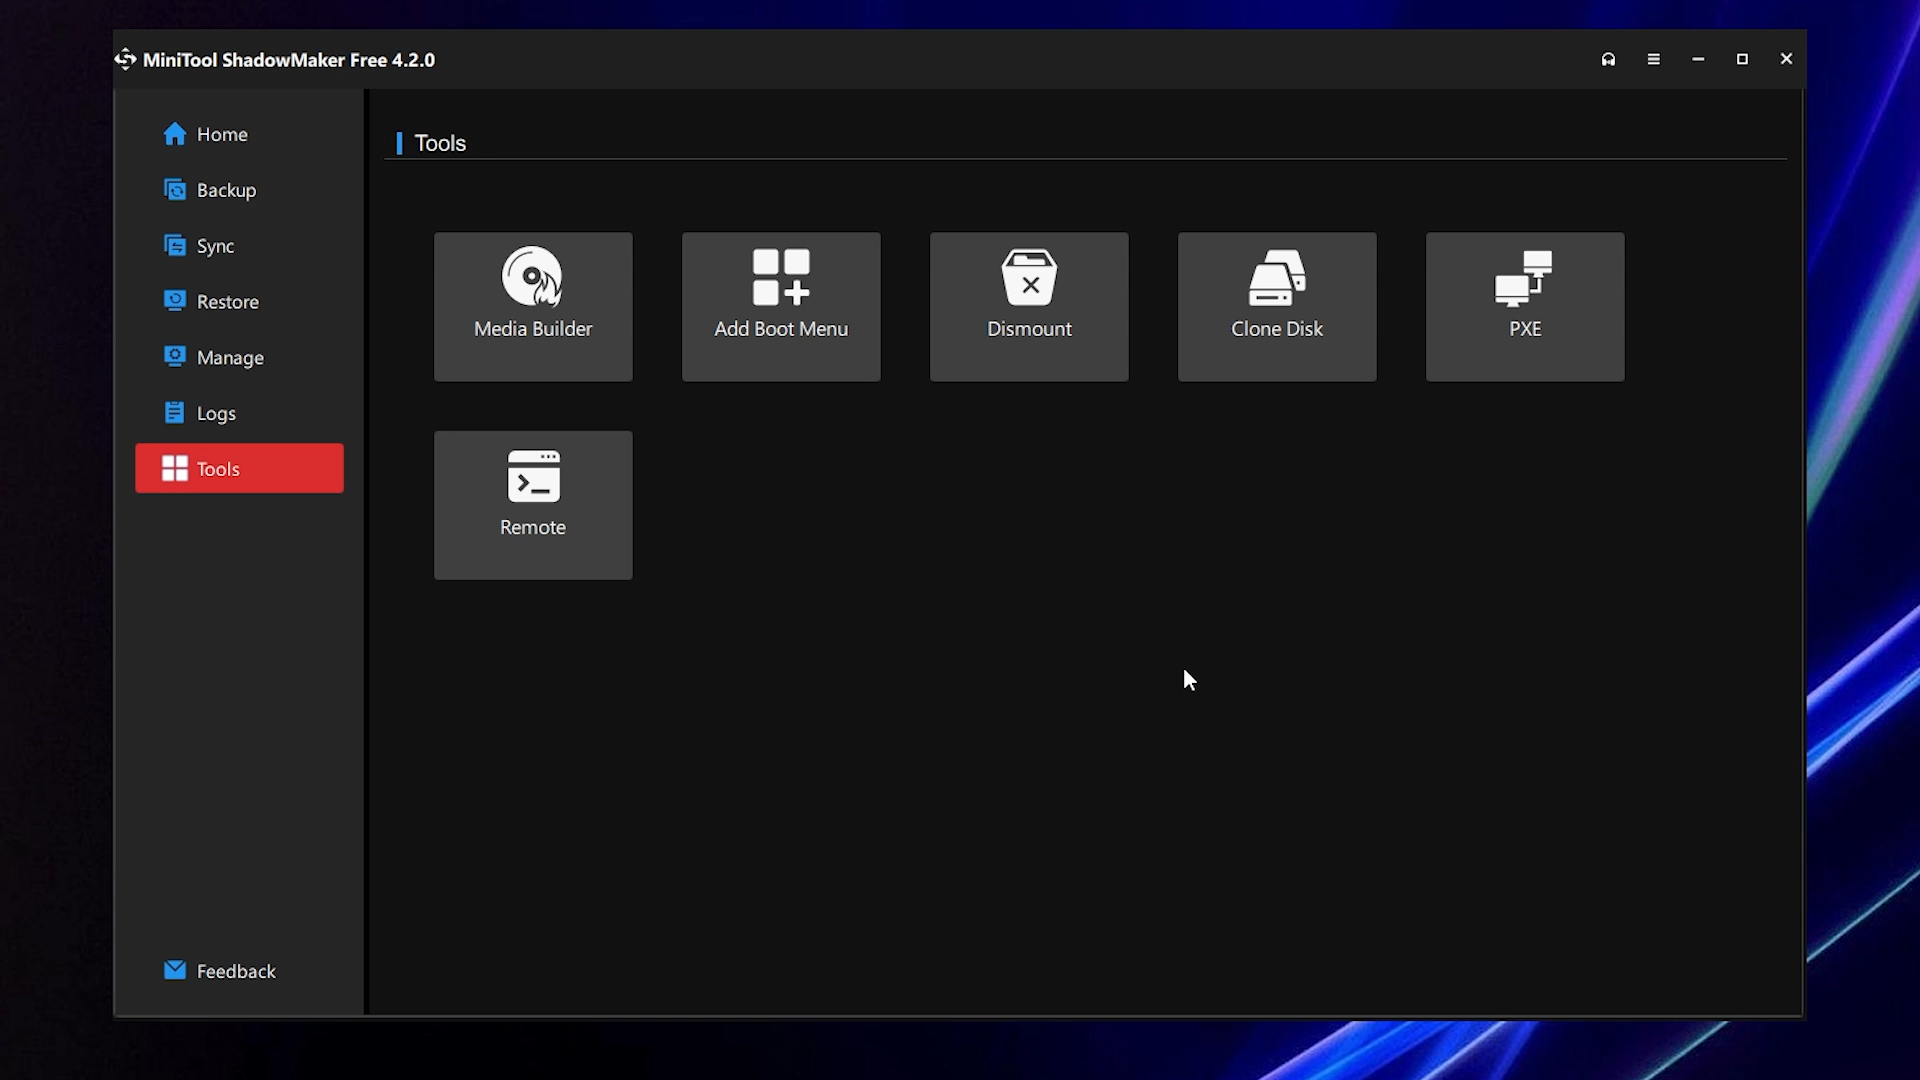 MiniTool ShadowMaker Free 4.2.0
Home
Backup
Sync
Restore
Manage
Logs
Tools
Feedback
Tools
Media Builder
Add Boot Menu
Dismount
Clone Disk
PXE
Remote